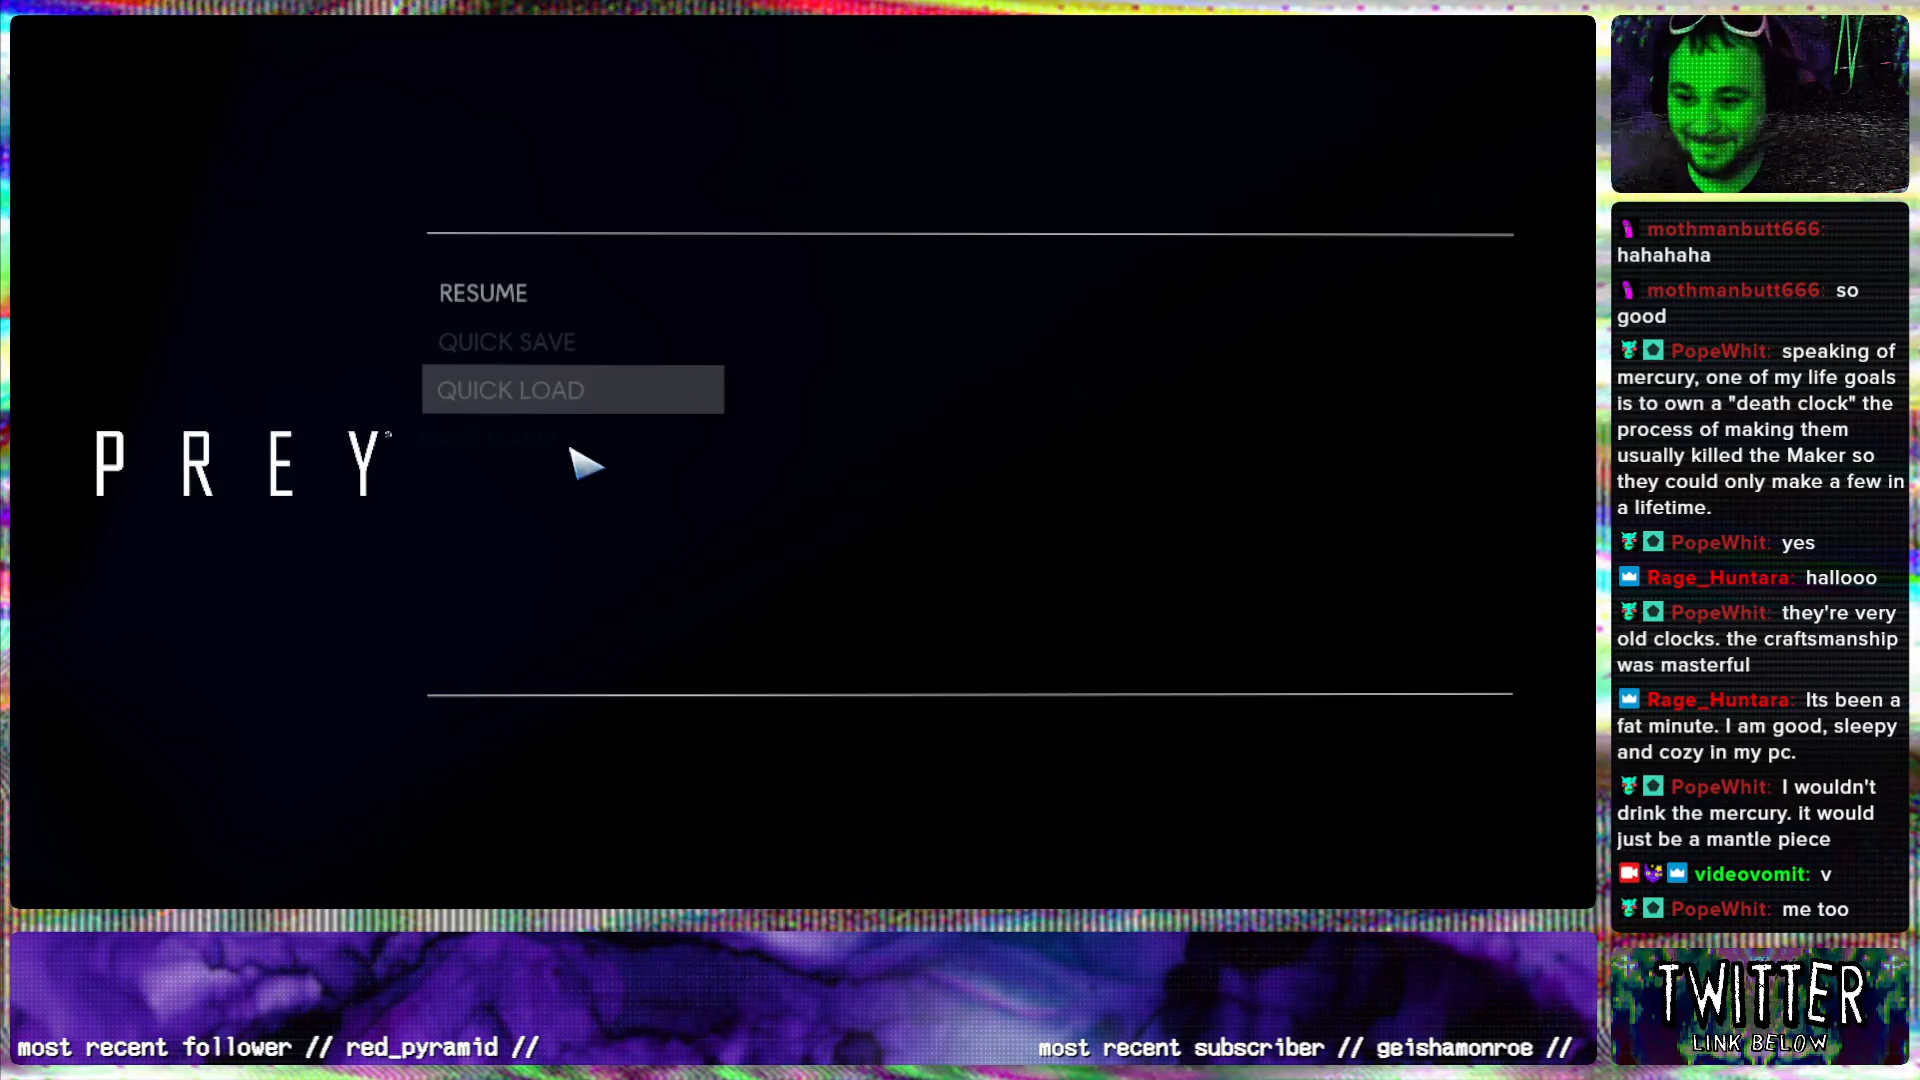 PREY
RESUME
QUICK SAVE
QUICK LOAD
mothmanbutt666:
hahahaha
mothmanbutt666: so
good
PopeWhit: speaking of
mercury, one of my life goals
is to own a "death clock" the
process of making them
usually killed the Maker so
they could only make a few in
a lifetime.
PopeWhit: yes
Rage_Huntara: hallooo
PopeWhit: they're very
old clocks. the craftsmanship
was masterful
Rage_Huntara: Its been a
fat minute. I am good, sleepy
and cozy in my pc.
PopeWhit: I wouldn't
drink the mercury. it would
just be a mantle piece
videovomit: v
PopeWhit: me too
most recent follower // red_pyramid //
most recent subscriber // geishamonroe //
TWITTER
LINK BELOW